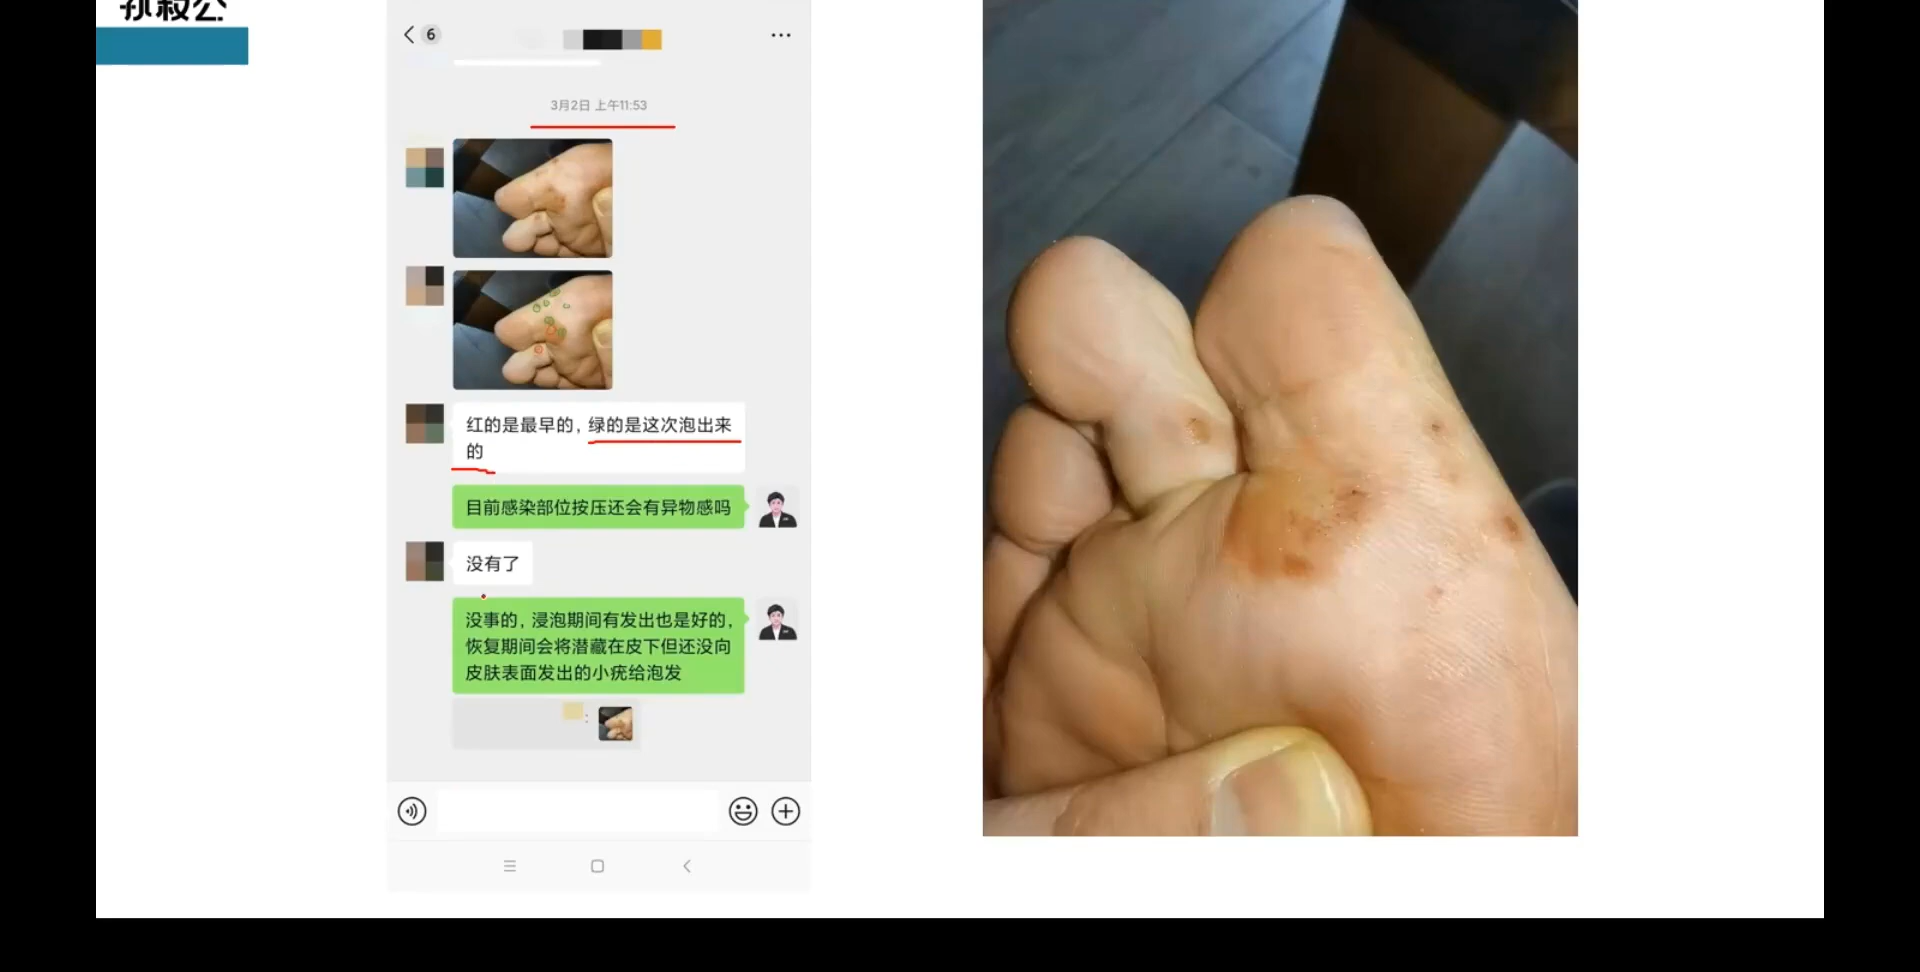 6
3月2日 上午11:53
红的是最早的，绿的是这次泡出来
的
目前感染部位按压还会有异物感吗
没有了
没事的，浸泡期间有发出也是好的，
恢复期间会将潜藏在皮下但还没向
皮肤表面发出的小疣给泡发